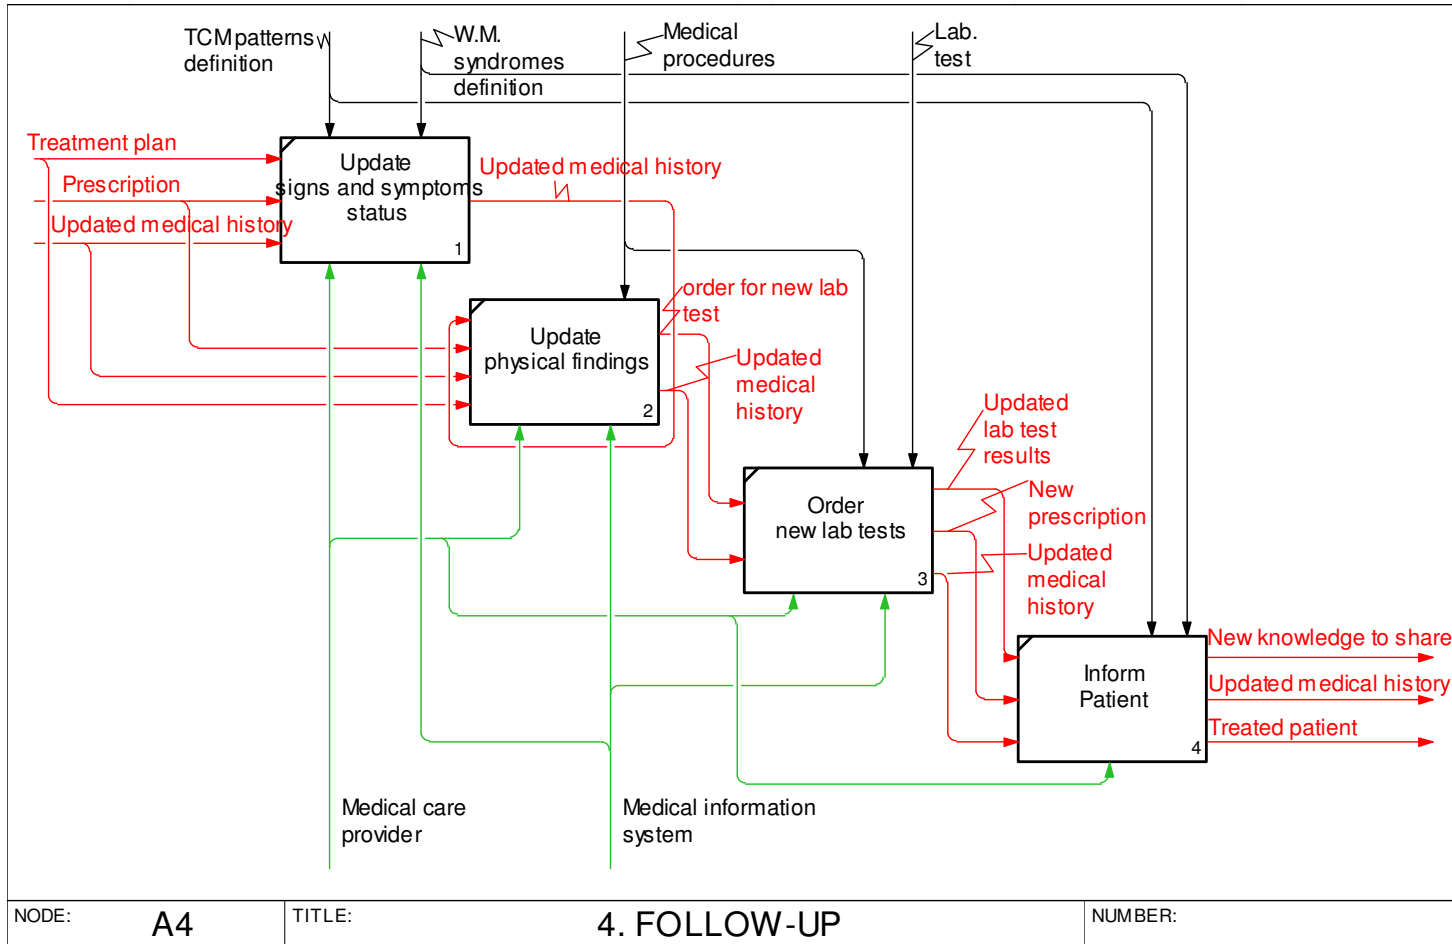 TCM patterns
definition
W.M.
syndromes
definition
Medical
procedures
Lab.
test
Treatment plan
Prescription
Updated medical history
Update
signs and symptoms
status
1
Updated medical history
order for new lab
test
Update
physical findings
2
Updated
medical
history
Updated
lab test
results
New
prescription
Order
new lab tests
3
Updated
medical
history
Inform
Patient
4
New knowledge to share
Updated medical history
Treated patient
Medical care
provider
Medical information
system
NODE:
A4
TITLE:
4. FOLLOW-UP
NUMBER: